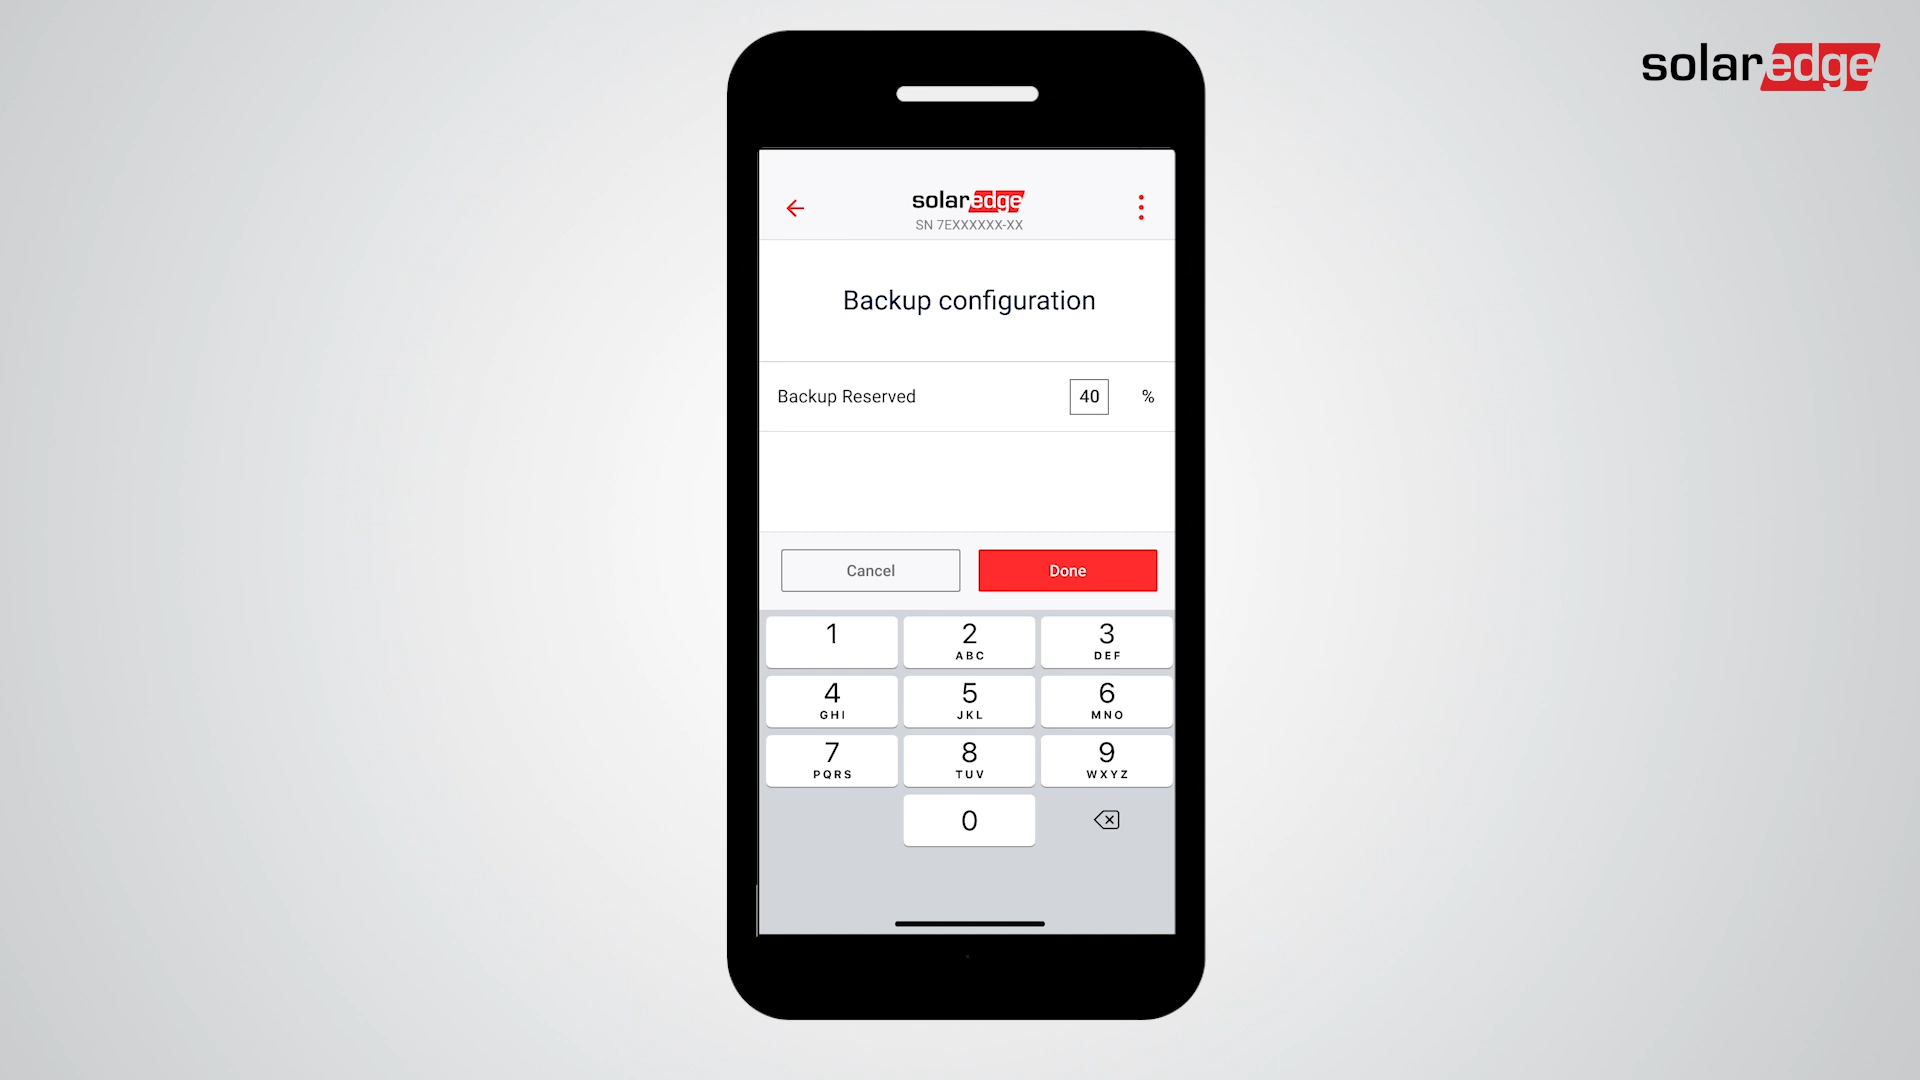 solaredge
solaredge
SN 7EXXXXXX-XX
Backup configuration
Backup Reserved 40 %
Cancel Done
1 2 3
ABC DEF
4 5 6
GHI JKL MNO
7 8 9
PQRS TUV WXYZ
0